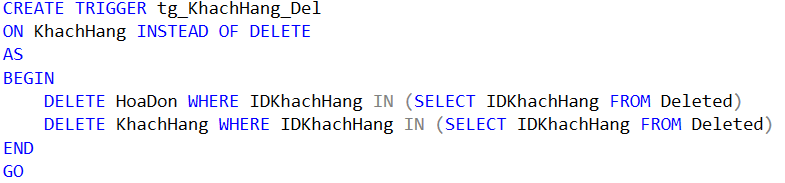 CREATE TRIGGER tg_KhachHang_Del
ON KhachHang INSTEAD OF DELETE
AS
BEGIN
    DELETE HoaDon WHERE IDKhachHang IN (SELECT IDKhachHang FROM Deleted)
    DELETE KhachHang WHERE IDKhachHang IN (SELECT IDKhachHang FROM Deleted)
END
GO